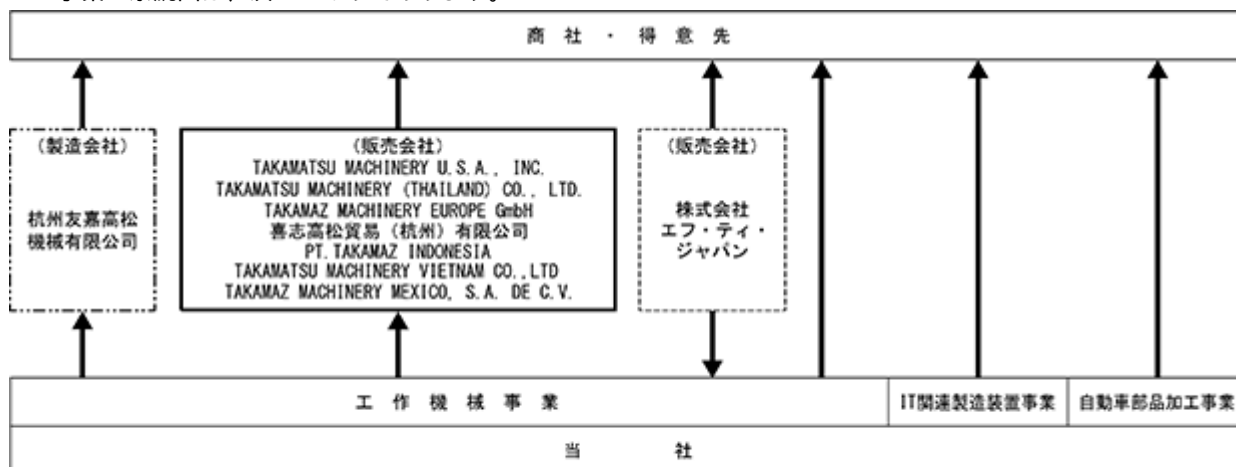 商社・得意先
(製造会社)
杭州友嘉高松
機械有限公司
(販売会社)
TAKAMATSU MACHINERY U.S.A., INC.
TAKAMATSU MACHINERY (THAILAND) CO., LTD.
TAKAMAZ MACHINERY EUROPE GmbH
喜志高松貿易(杭州)有限公司
PT.TAKAMAZ INDONESIA
TAKAMATSU MACHINERY VIETNAM CO.,LTD
TAKAMAZ MACHINERY MEXICO, S.A. DE C.V.
(販売会社)
株式会社
エフ・ティ・
ジャパン
工作機械事業
IT関連製造装置事業
自動車部品加工事業
当社